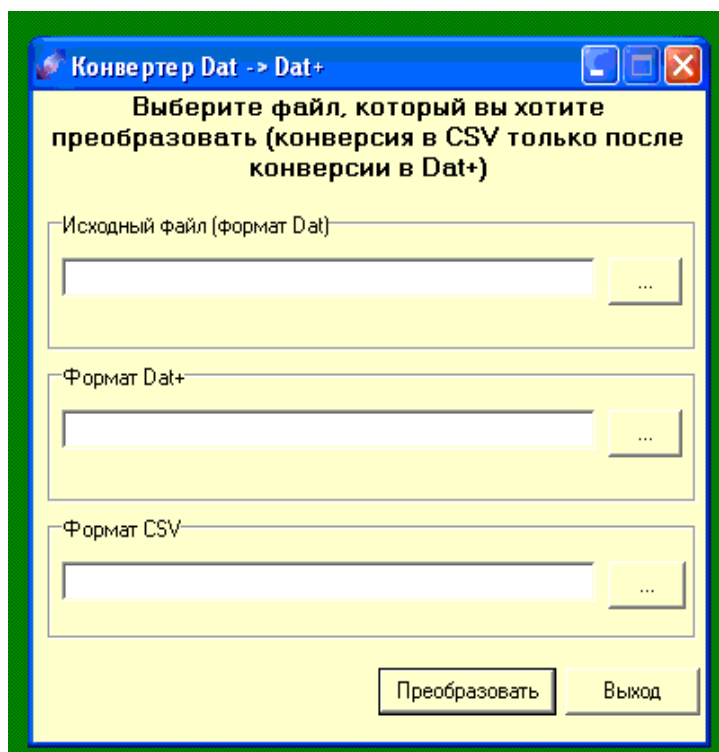 Конвертер Dat -> Dat+
Выберите файл, который вы хотите
преобразовать (конверсия в CSV только после
конверсии в Dat+)
Исходный файл (формат Dat)
...
Формат Dat+
...
Формат CSV
...
Преобразовать Выход